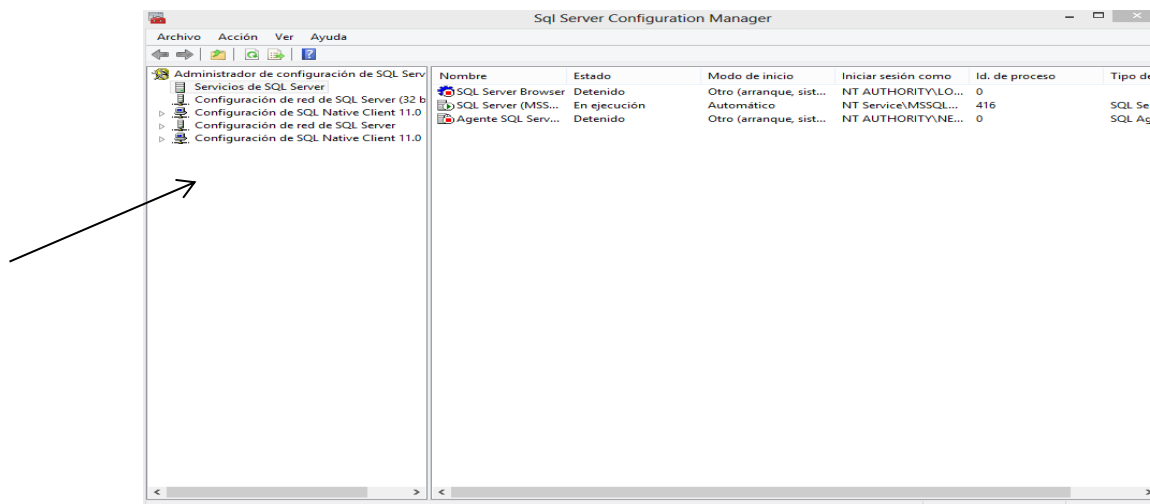 Sql Server Configuration Manager
Archivo Acción Ver Ayuda
Administrador de configuración de SQL Serv
Servicios de SQL Server
Configuración de red de SQL Server (32 b
Configuración de SQL Native Client 11.0
Configuración de red de SQL Server
Configuración de SQL Native Client 11.0
Nombre Estado Modo de inicio Iniciar sesión como Id. de proceso Tipo de
SQL Server Browser Detenido Otro (arranque, sist... NT AUTHORITY\LO... 0
SQL Server (MSS... En ejecución Automático NT Service\MSSQL... 416 SQL Se
Agente SQL Serv... Detenido Otro (arranque, sist... NT AUTHORITY\NE... 0 SQL Ag